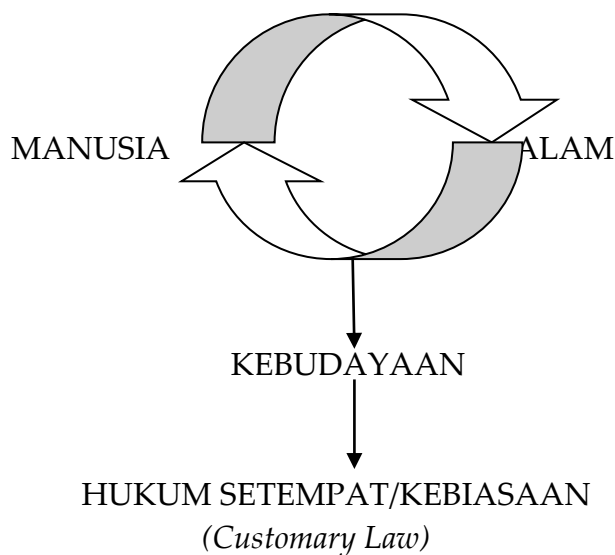 MANUSIA ALAM
KEBUDAYAAN
HUKUM SETEMPAT/KEBIASAAN
(Customary Law)